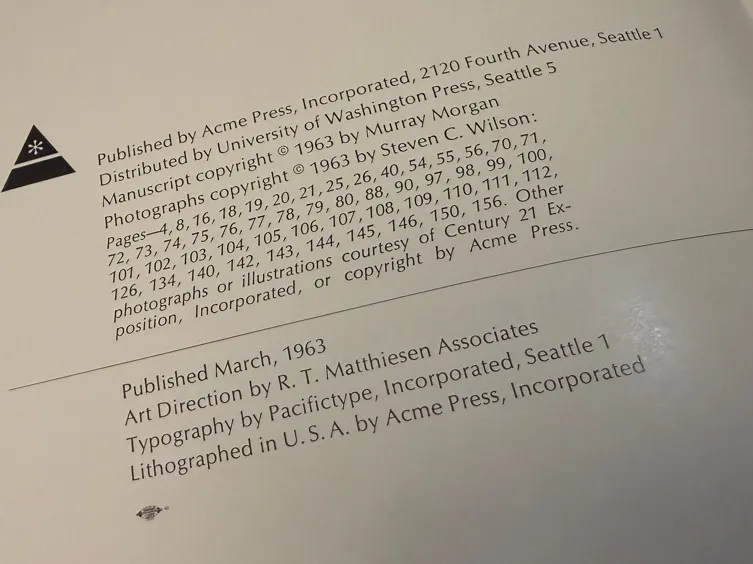 Published by Acme Press, Incorporated, 2120 Fourth Avenue, Seattle 1
Distributed by University of Washington Press, Seattle 5
Manuscript copyright © 1963 by Murray Morgan
Photographs copyright © 1963 by Steven C. Wilson:
Pages—4, 8, 16, 18, 19, 20, 21, 25, 26, 40, 54, 55, 56, 70, 71,
72, 73, 74, 75, 76, 77, 78, 79, 80, 88, 90, 97, 98, 99, 100,
101, 102, 103, 104, 105, 106, 107, 108, 109, 110, 111, 112,
126, 134, 140, 142, 143, 144, 145, 146, 150, 156. Other
photographs or illustrations courtesy of Century 21 Ex-
position, Incorporated, or copyright by Acme Press.
Published March, 1963
Art Direction by R. T. Matthiesen Associates
Typography by Pacifictype, Incorporated, Seattle 1
Lithographed in U. S. A. by Acme Press, Incorporated